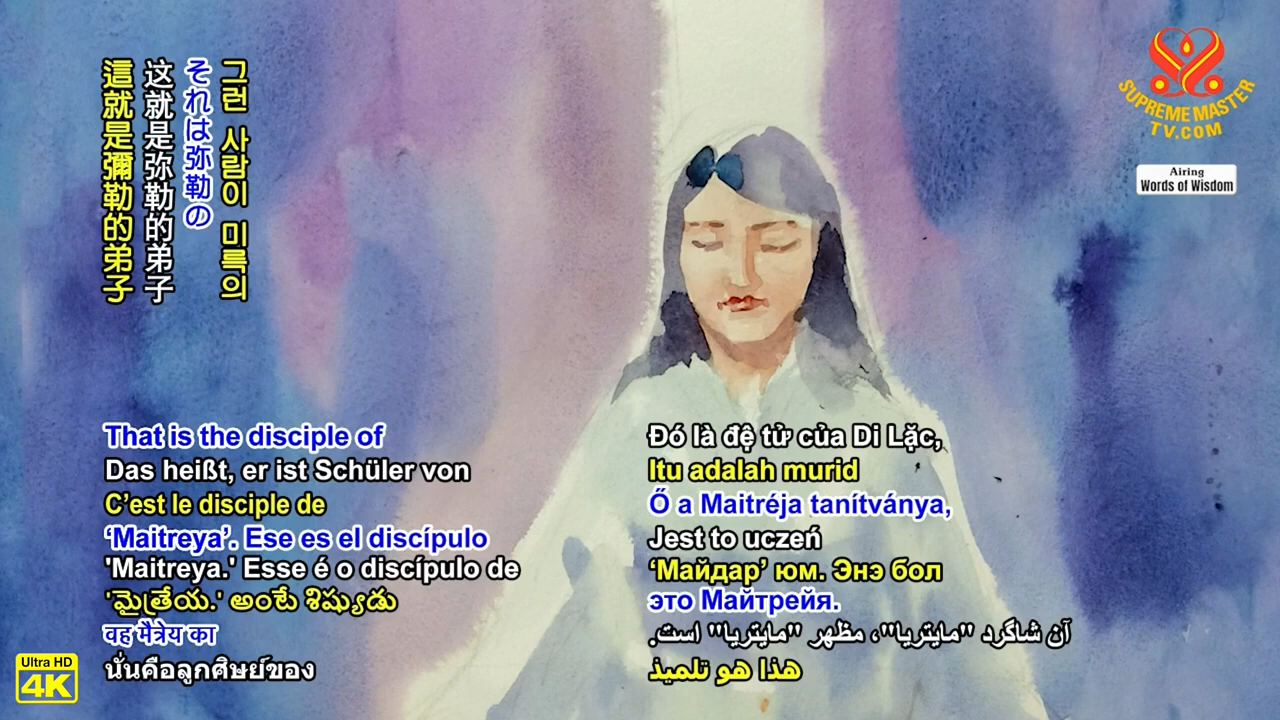 這就是彌勒的弟子
这就是弥勒的弟子
それは弥勒の
그런 사람이 미륵의
SUPREME MASTER
TV.COM
Airing
Words of Wisdom
That is the disciple of
Das heißt, er ist Schüler von
C’est le disciple de
‘Maitreya’. Ese es el discípulo
'Maitreya.' Esse é o discípulo de
'మైత్రేయ.' అంటే శిష్యుడు
वह मैत्रेय का
นั่นคือลูกศิษย์ของ
Đó là đệ tử của Di Lặc,
Itu adalah murid
Ő a Maitréja tanítványa,
Jest to uczeń
‘Майдар’ юм. Энэ бол
это Майтрейя.
آن شاگرد "مایتریا"، مظهر "مایتریا" است.
هذا هو تلميذ
Ultra HD
4K